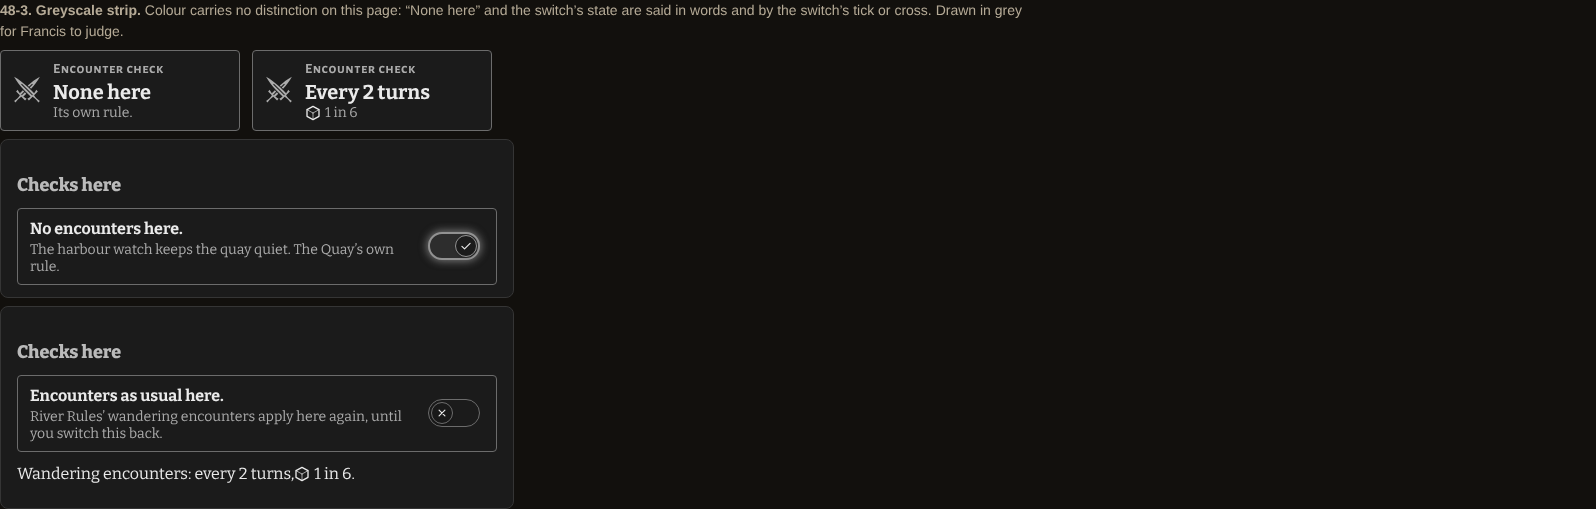 48-3. Greyscale strip. Colour carries no distinction on this page: “None here” and the switch’s state are said in words and by the switch’s tick or cross. Drawn in grey
for Francis to judge.
Encounter check
None here
Its own rule.
Encounter check
Every 2 turns
1 in 6
Checks here
No encounters here.
The harbour watch keeps the quay quiet. The Quay’s own
rule.
Checks here
Encounters as usual here.
River Rules’ wandering encounters apply here again, until
you switch this back.
Wandering encounters: every 2 turns, 1 in 6.